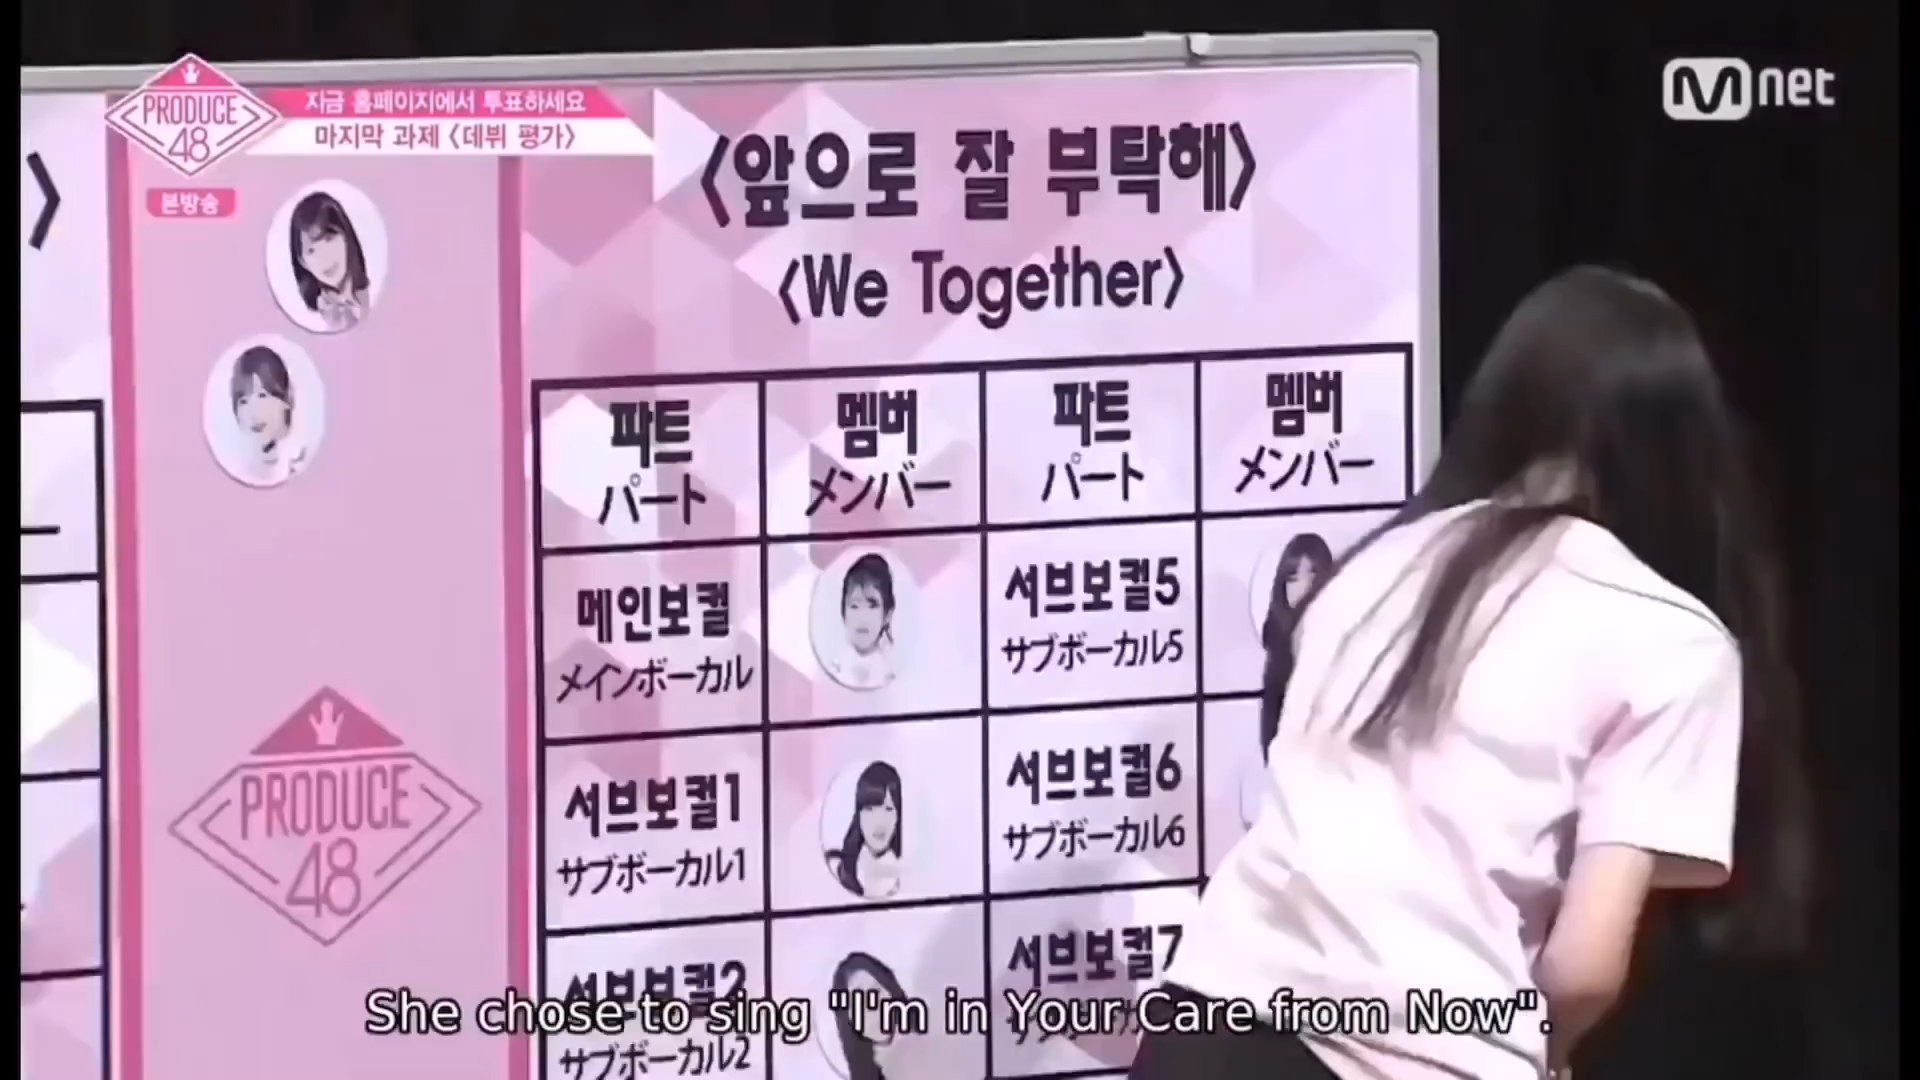 PRODUCE
48
지금 홈페이지에서 투표하세요
마지막 과제 〈데뷔 평가〉
본방송
Mnet
〈앞으로 잘 부탁해〉
〈We Together〉
파트
パート
멤버
メンバー
파트
パート
멤버
メンバー
메인보컬
メインボーカル
서브보컬5
サブボーカル5
서브보컬1
サブボーカル1
서브보컬6
サブボーカル6
서브보컬2
サブボーカル2
서브보컬7
PRODUCE
48
She chose to sing "I'm in Your Care from Now".